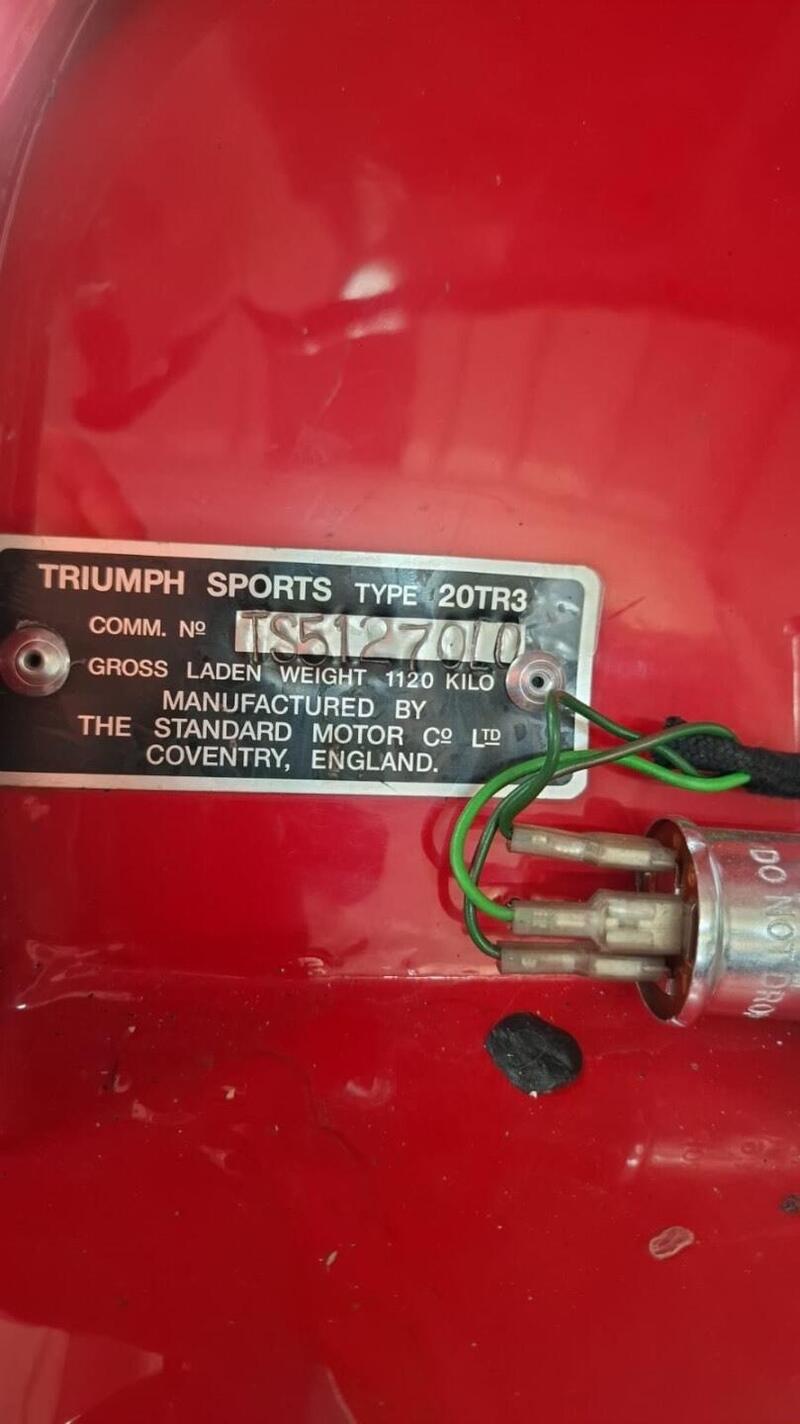 TRIUMPH SPORTS TYPE 20TR3
COMM. Nº TS51270LO
GROSS LADEN WEIGHT 1120 KILO
MANUFACTURED BY
THE STANDARD MOTOR Cº LTD
COVENTRY, ENGLAND.
DO NOT DRO